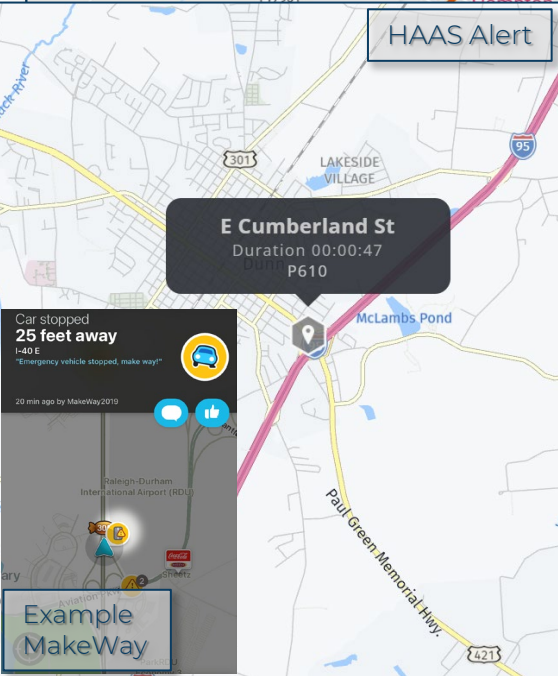 HAAS Alert
95
301
LAKESIDE
VILLAGE
E Cumberland St
Duration 00:00:47
P610
Dunn
McLambs Pond
Car stopped
25 feet away
I-40 E
"Emergency vehicle stopped, make way!"
20 min ago by MakeWay2019
Raleigh-Durham
International Airport (RDU)
2
Paul Green Memorial Hwy.
421
Example
MakeWay